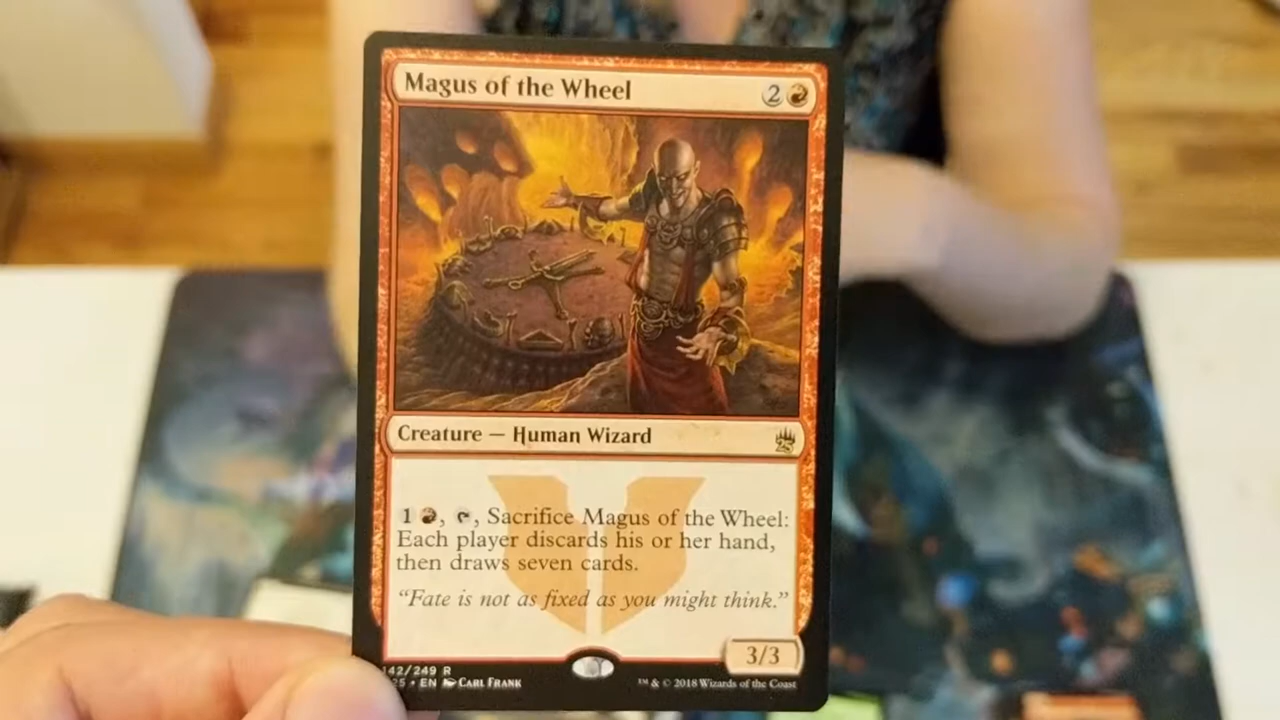 Magus of the Wheel 2
Creature — Human Wizard 25
1 , , Sacrifice Magus of the Wheel:
Each player discards his or her hand,
then draws seven cards.
“Fate is not as fixed as you might think.”
3/3
142/249 R
25 • EN Carl Frank
™ & © 2018 Wizards of the Coast